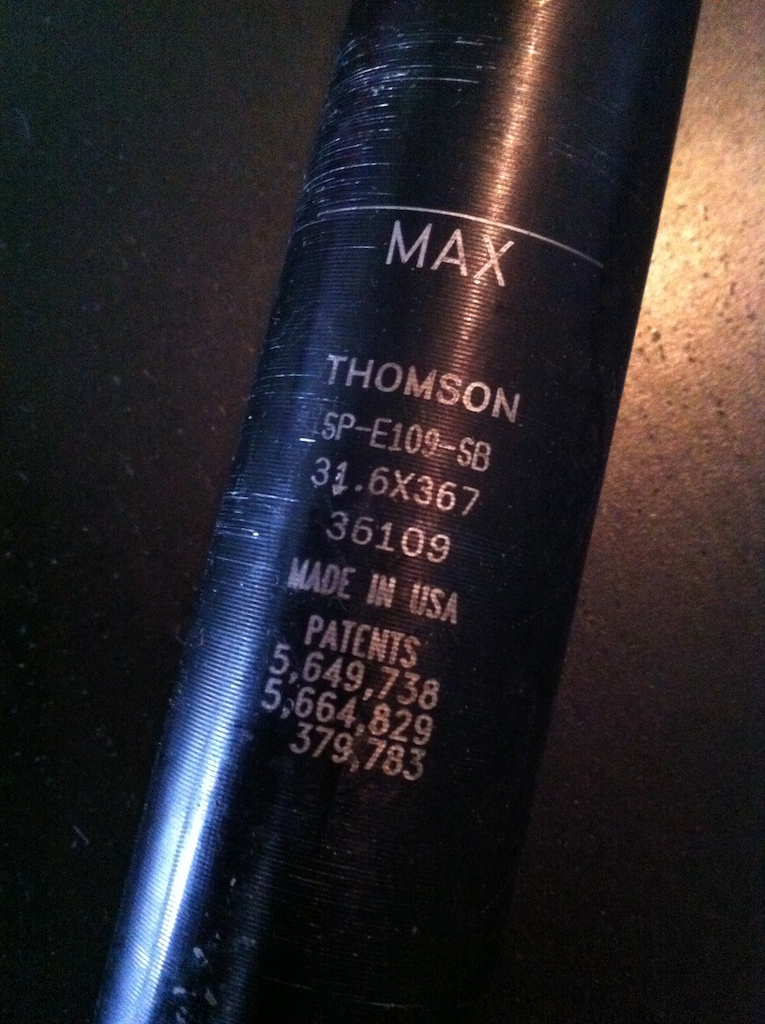 MAX
THOMSON
SP-E109-SB
31.6X367
36109
MADE IN USA
PATENTS
5,649,738
5,664,829
379,783